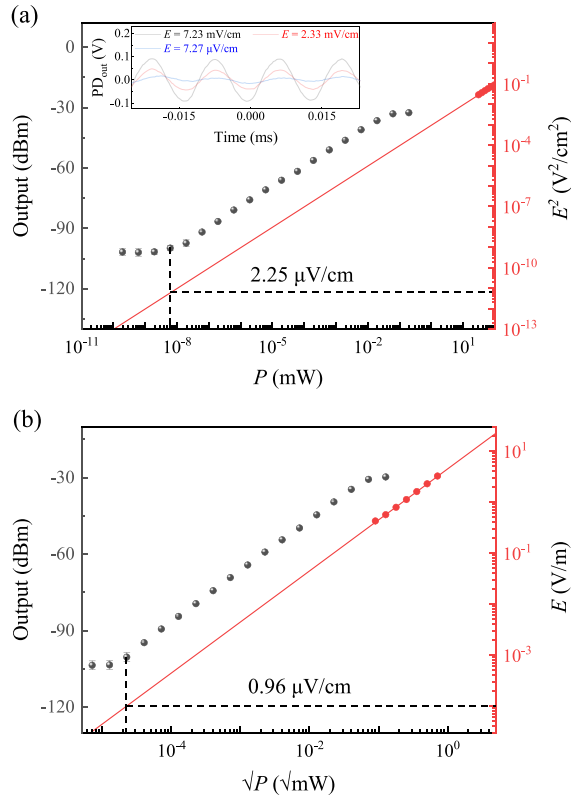 (a)
E = 7.23 mV/cm
E = 2.33 mV/cm
E = 7.27 μV/cm
0.2
0.1
0.0
-0.1
PD_out (V)
-0.015
0.000
0.015
Time (ms)
0
-30
-60
-90
-120
Output (dBm)
10^-1
10^-4
10^-7
10^-10
10^-13
E^2 (V^2/cm^2)
2.25 μV/cm
10^-11
10^-8
10^-5
10^-2
10^1
P (mW)
(b)
-30
-60
-90
-120
Output (dBm)
10^1
10^-1
10^-3
E (V/m)
0.96 μV/cm
10^-4
10^-2
10^0
√P (√mW)